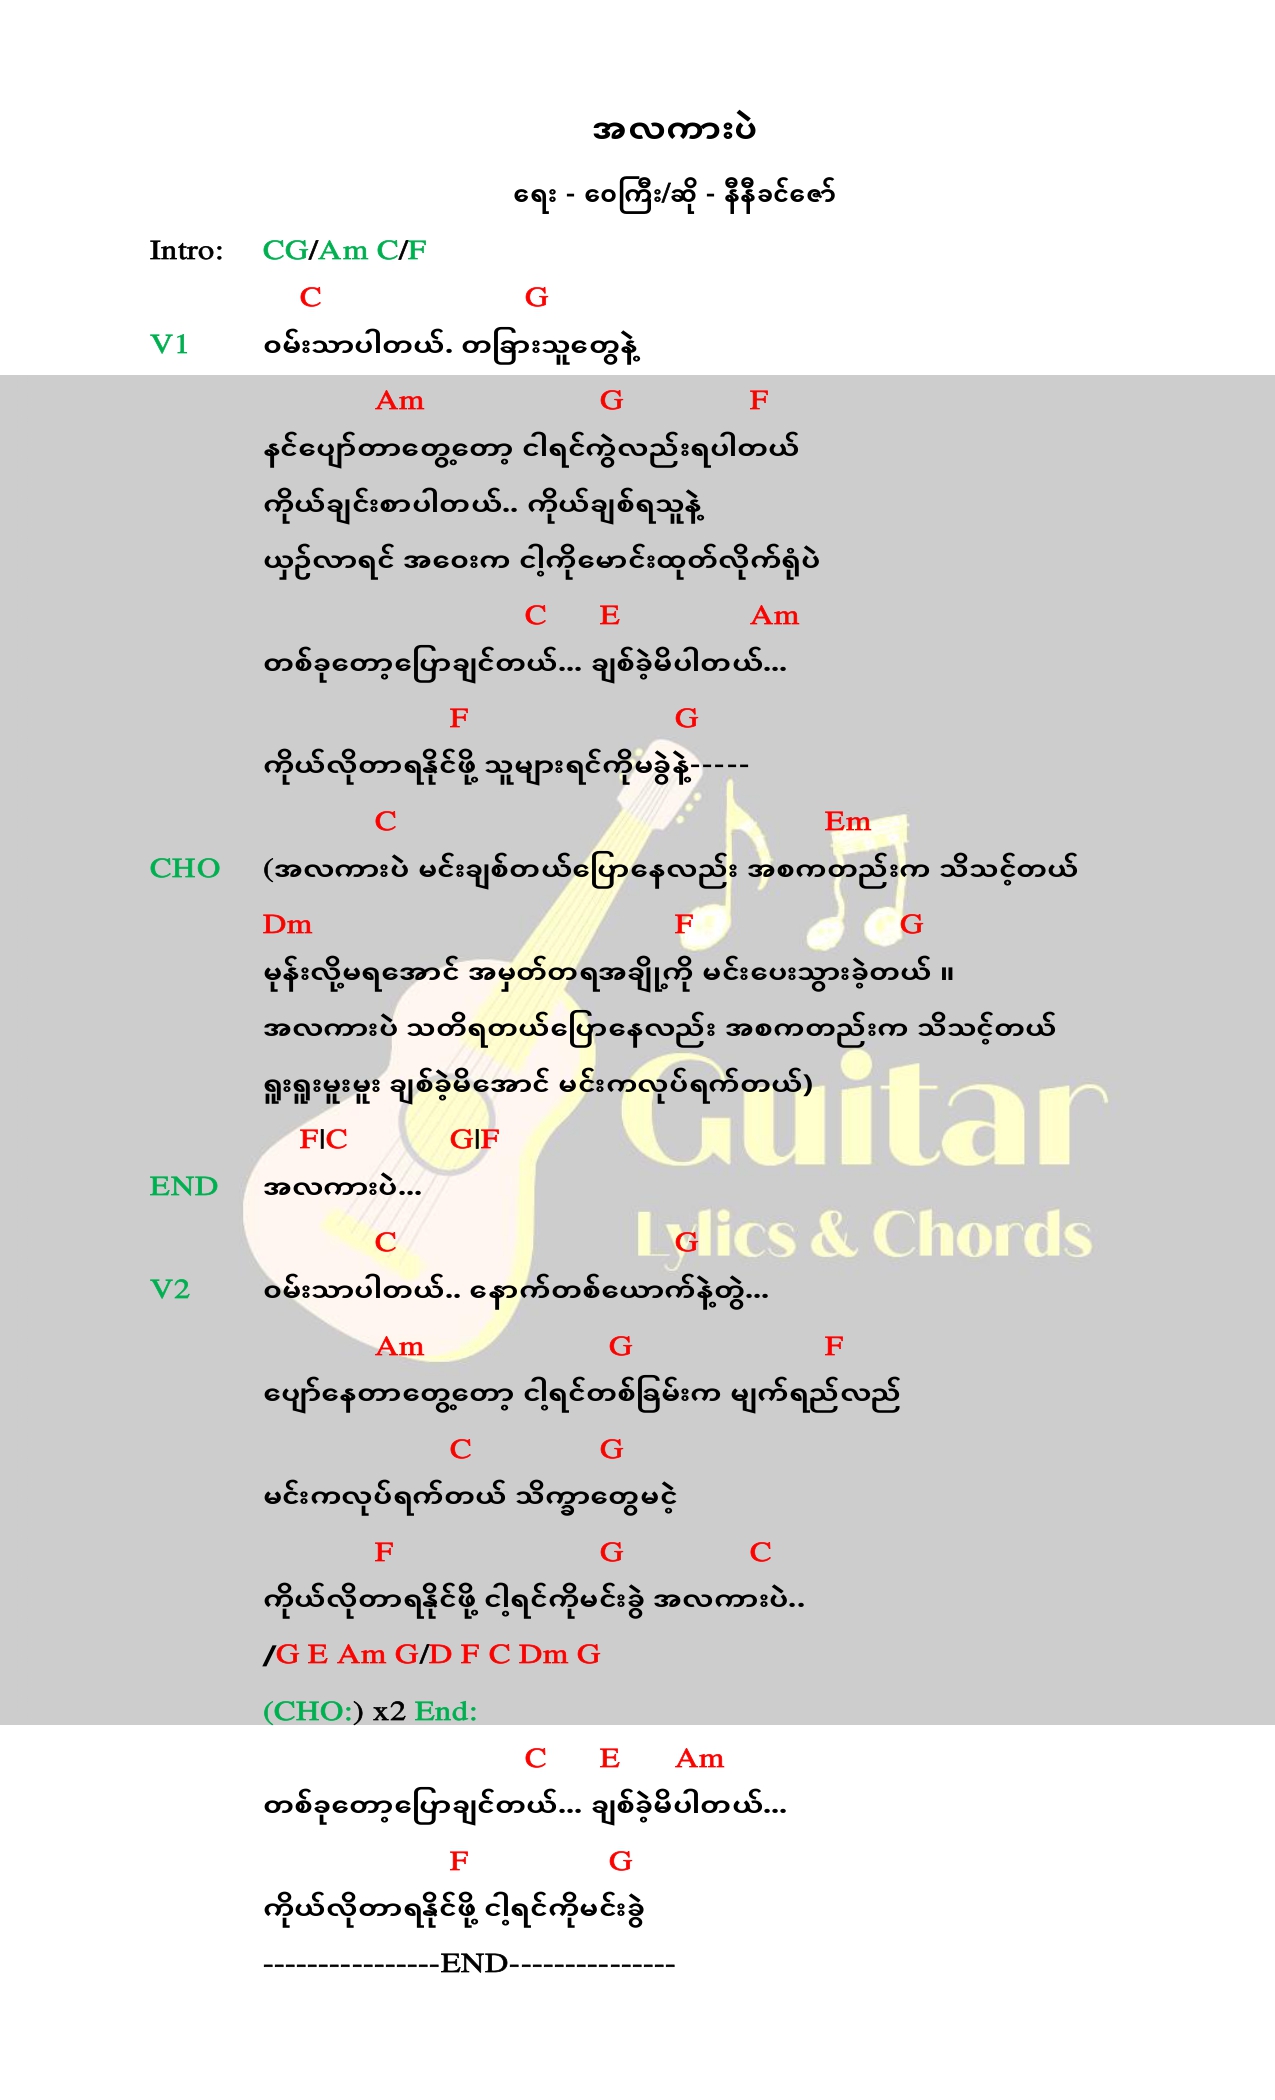 အလကားပဲ
ရေး - ဝေကြီး/ဆို - နီနီခင်ဇော်
Intro: CG/Am C/F
C G
V1 ဝမ်းသာပါတယ်. တခြားသူတွေနဲ့
Am G F
နင်ပျော်တာတွေ့တော့ ငါရင်ကွဲလည်းရပါတယ်
ကိုယ်ချင်းစာပါတယ်.. ကိုယ်ချစ်ရသူနဲ့
ယှဉ်လာရင် အဝေးက ငါ့ကိုမောင်းထုတ်လိုက်ရုံပဲ
C E Am
တစ်ခုတော့ပြောချင်တယ်... ချစ်ခဲ့မိပါတယ်...
F G
ကိုယ်လိုတာရနိုင်ဖို့ သူများရင်ကိုမခွဲနဲ့-----
C Em
CHO (အလကားပဲ မင်းချစ်တယ်ပြောနေလည်း အစကတည်းက သိသင့်တယ်
Dm F G
မုန်းလို့မရအောင် အမှတ်တရအချို့ကို မင်းပေးသွားခဲ့တယ် ။
အလကားပဲ သတိရတယ်ပြောနေလည်း အစကတည်းက သိသင့်တယ်
ရူးရူးမူးမူး ချစ်ခဲ့မိအောင် မင်းကလုပ်ရက်တယ်)
F|C G|F
END အလကားပဲ...
C G
V2 ဝမ်းသာပါတယ်.. နောက်တစ်ယောက်နဲ့တွဲ...
Am G F
ပျော်နေတာတွေ့တော့ ငါ့ရင်တစ်ခြမ်းက မျက်ရည်လည်
C G
မင်းကလုပ်ရက်တယ် သိက္ခာတွေမငဲ့
F G C
ကိုယ်လိုတာရနိုင်ဖို့ ငါ့ရင်ကိုမင်းခွဲ အလကားပဲ..
/G E Am G/D F C Dm G
(CHO:) x2 End:
C E Am
တစ်ခုတော့ပြောချင်တယ်... ချစ်ခဲ့မိပါတယ်...
F G
ကိုယ်လိုတာရနိုင်ဖို့ ငါ့ရင်ကိုမင်းခွဲ
----------------END---------------
Guitar
Lylics & Chords